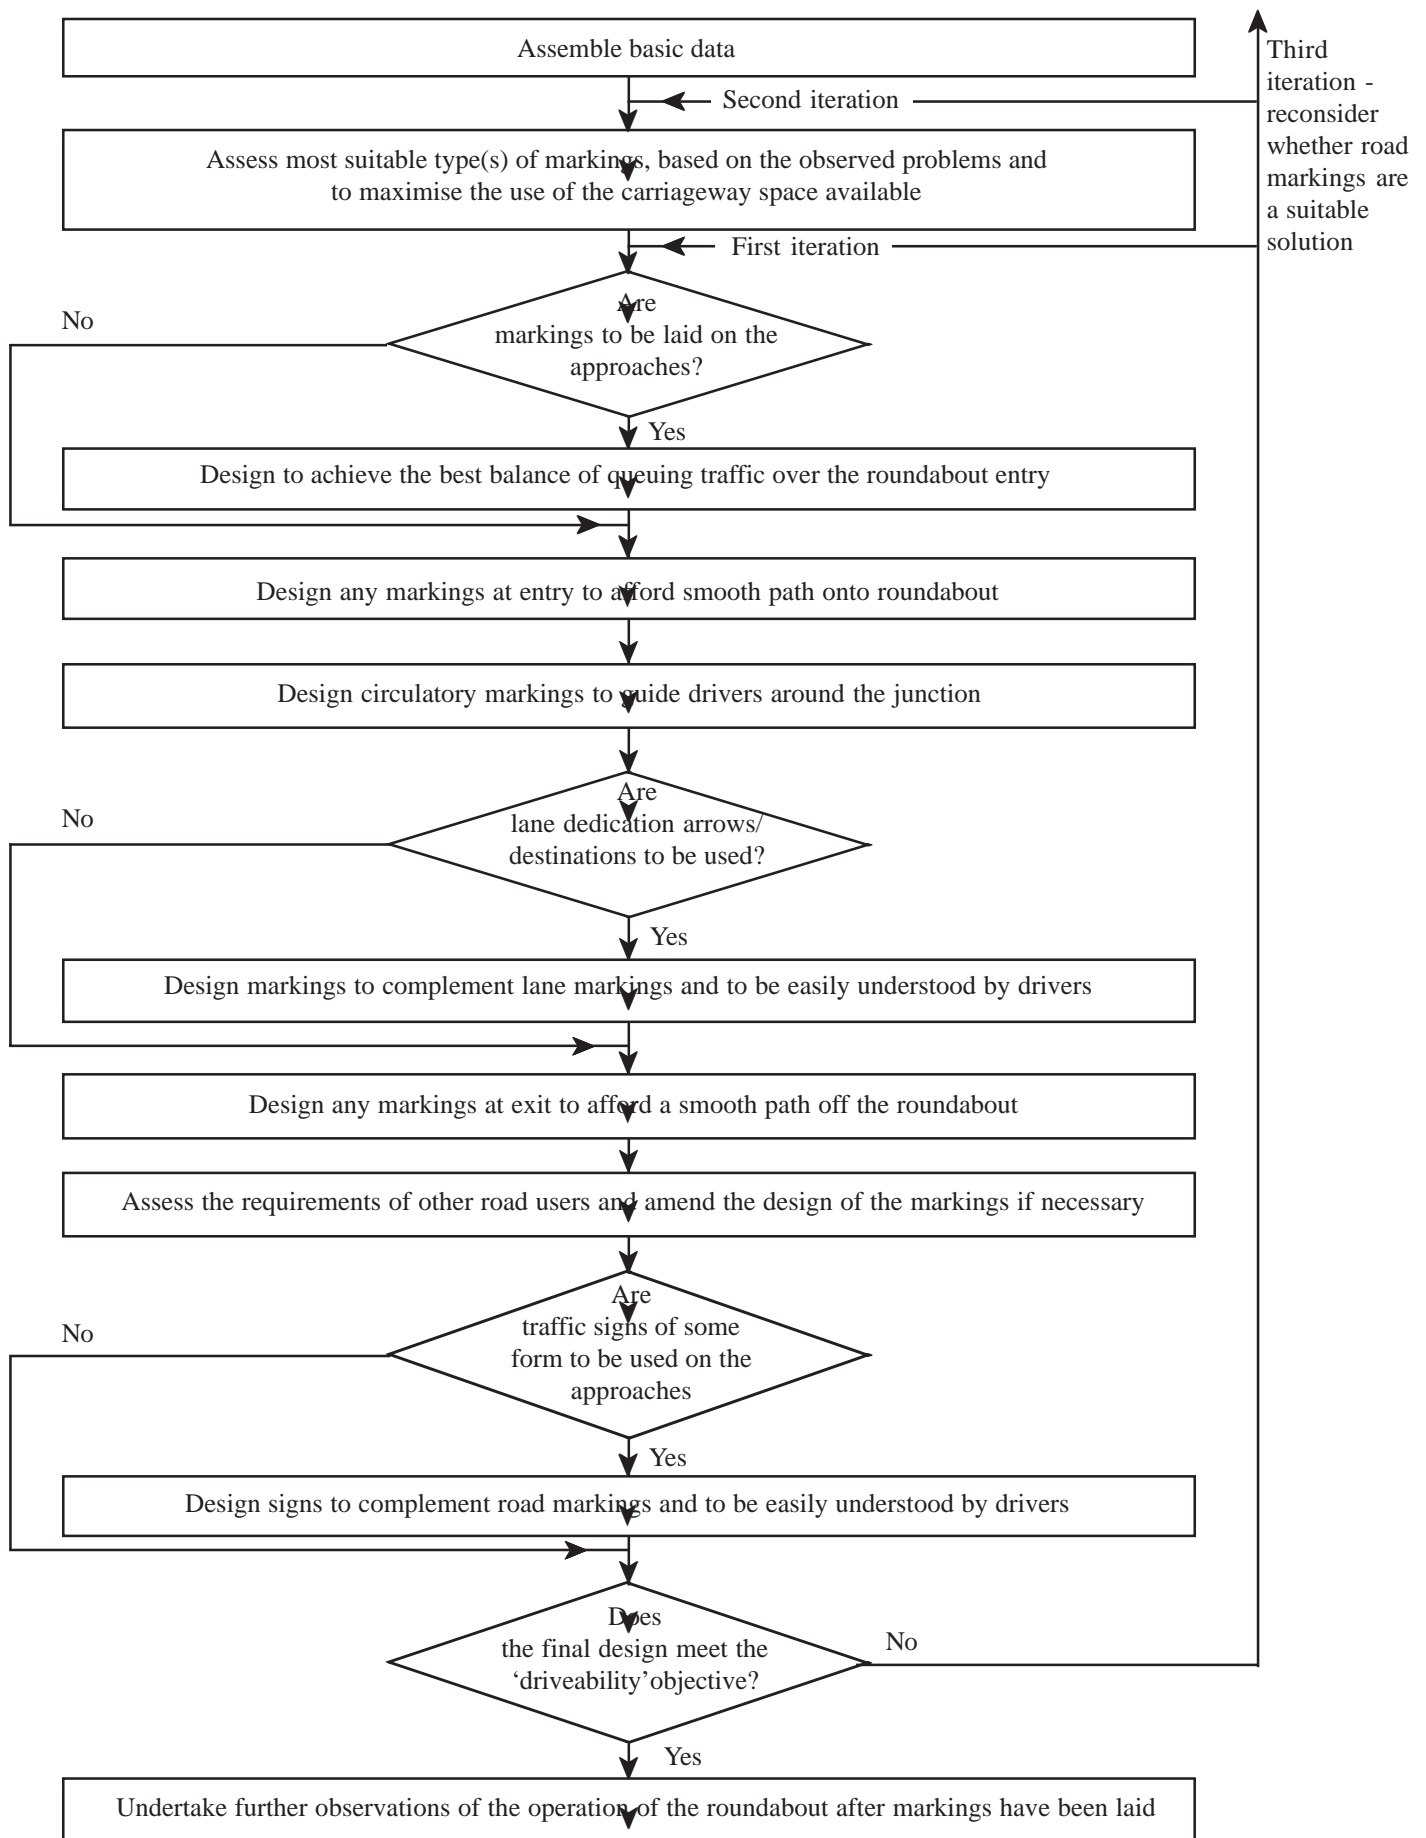 Assemble basic data
Third
iteration -
reconsider
whether road
markings are
a suitable
solution
Second iteration
Assess most suitable type(s) of markings, based on the observed problems and
to maximise the use of the carriageway space available
First iteration
Are
markings to be laid on the
approaches?
No
Yes
Design to achieve the best balance of queuing traffic over the roundabout entry
Design any markings at entry to afford smooth path onto roundabout
Design circulatory markings to guide drivers around the junction
Are
lane dedication arrows/
destinations to be used?
No
Yes
Design markings to complement lane markings and to be easily understood by drivers
Design any markings at exit to afford a smooth path off the roundabout
Assess the requirements of other road users and amend the design of the markings if necessary
Are
traffic signs of some
form to be used on the
approaches
No
Yes
Design signs to complement road markings and to be easily understood by drivers
Does
the final design meet the
‘driveability’objective?
No
Yes
Undertake further observations of the operation of the roundabout after markings have been laid